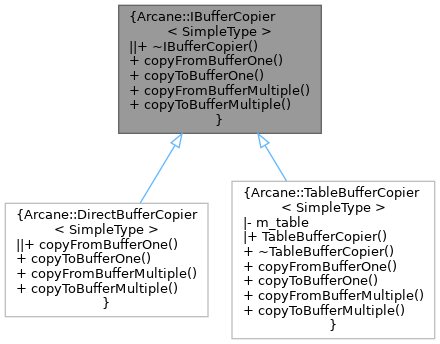 {Arcane::IBufferCopier
< SimpleType >
||+ ~IBufferCopier()
+ copyFromBufferOne()
+ copyToBufferOne()
+ copyFromBufferMultiple()
+ copyToBufferMultiple()
}
{Arcane::DirectBufferCopier
< SimpleType >
||+ copyFromBufferOne()
+ copyToBufferOne()
+ copyFromBufferMultiple()
+ copyToBufferMultiple()
}
{Arcane::TableBufferCopier
< SimpleType >
|- m_table
|+ TableBufferCopier()
+ ~TableBufferCopier()
+ copyFromBufferOne()
+ copyToBufferOne()
+ copyFromBufferMultiple()
+ copyToBufferMultiple()
}